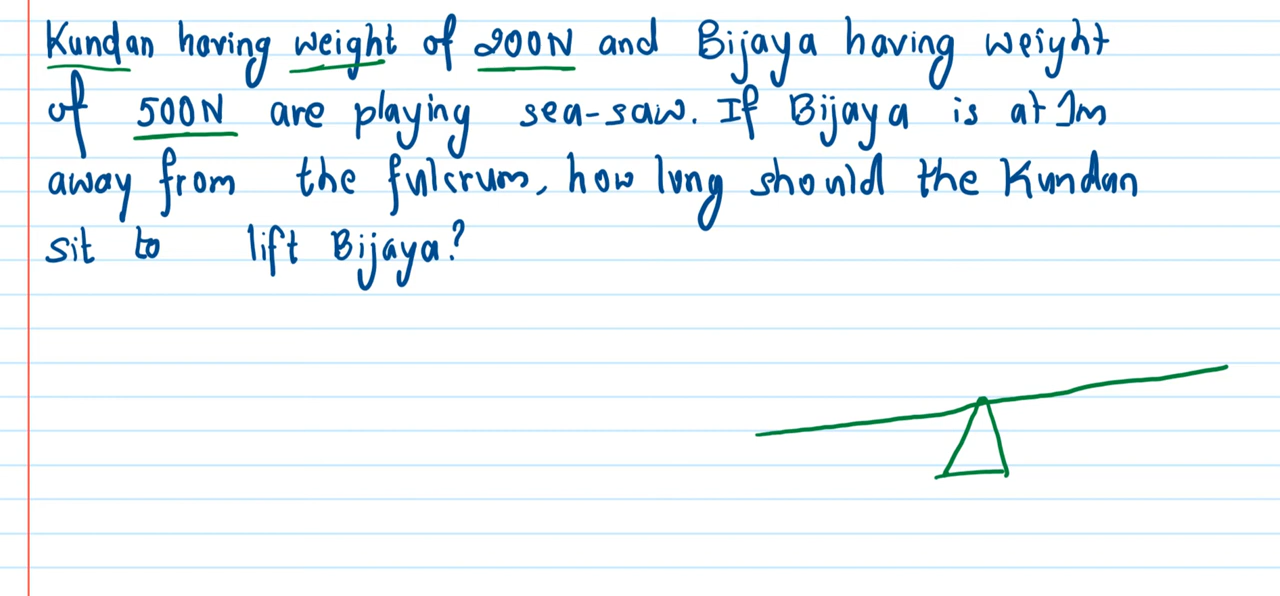 Kundan having weight of 200N and Bijaya having weight
of 500N are playing sea-saw. If Bijaya is at 1m
away from the fulcrum, how long should the Kundan
sit to lift Bijaya?